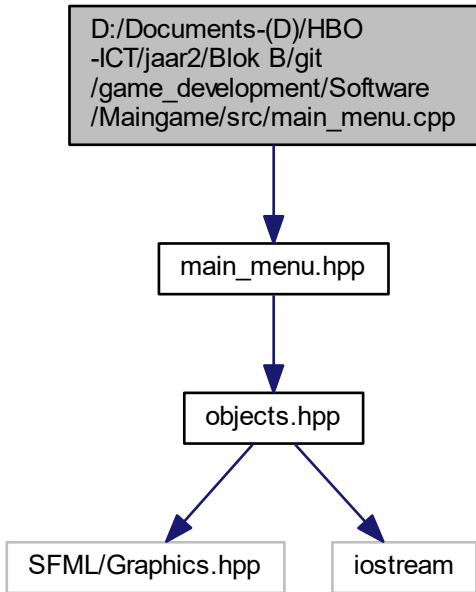 D:/Documents-(D)/HBO
-ICT/jaar2/Blok B/git
/game_development/Software
/Maingame/src/main_menu.cpp
main_menu.hpp
objects.hpp
SFML/Graphics.hpp
iostream